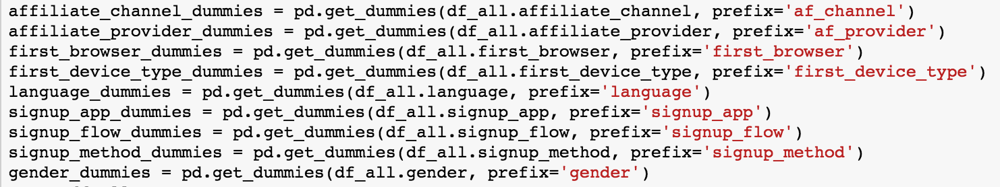 affiliate_channel_dummies = pd.get_dummies(df_all.affiliate_channel, prefix='af_channel')
affiliate_provider_dummies = pd.get_dummies(df_all.affiliate_provider, prefix='af_provider')
first_browser_dummies = pd.get_dummies(df_all.first_browser, prefix='first_browser')
first_device_type_dummies = pd.get_dummies(df_all.first_device_type, prefix='first_device_type')
language_dummies = pd.get_dummies(df_all.language, prefix='language')
signup_app_dummies = pd.get_dummies(df_all.signup_app, prefix='signup_app')
signup_flow_dummies = pd.get_dummies(df_all.signup_flow, prefix='signup_flow')
signup_method_dummies = pd.get_dummies(df_all.signup_method, prefix='signup_method')
gender_dummies = pd.get_dummies(df_all.gender, prefix='gender')